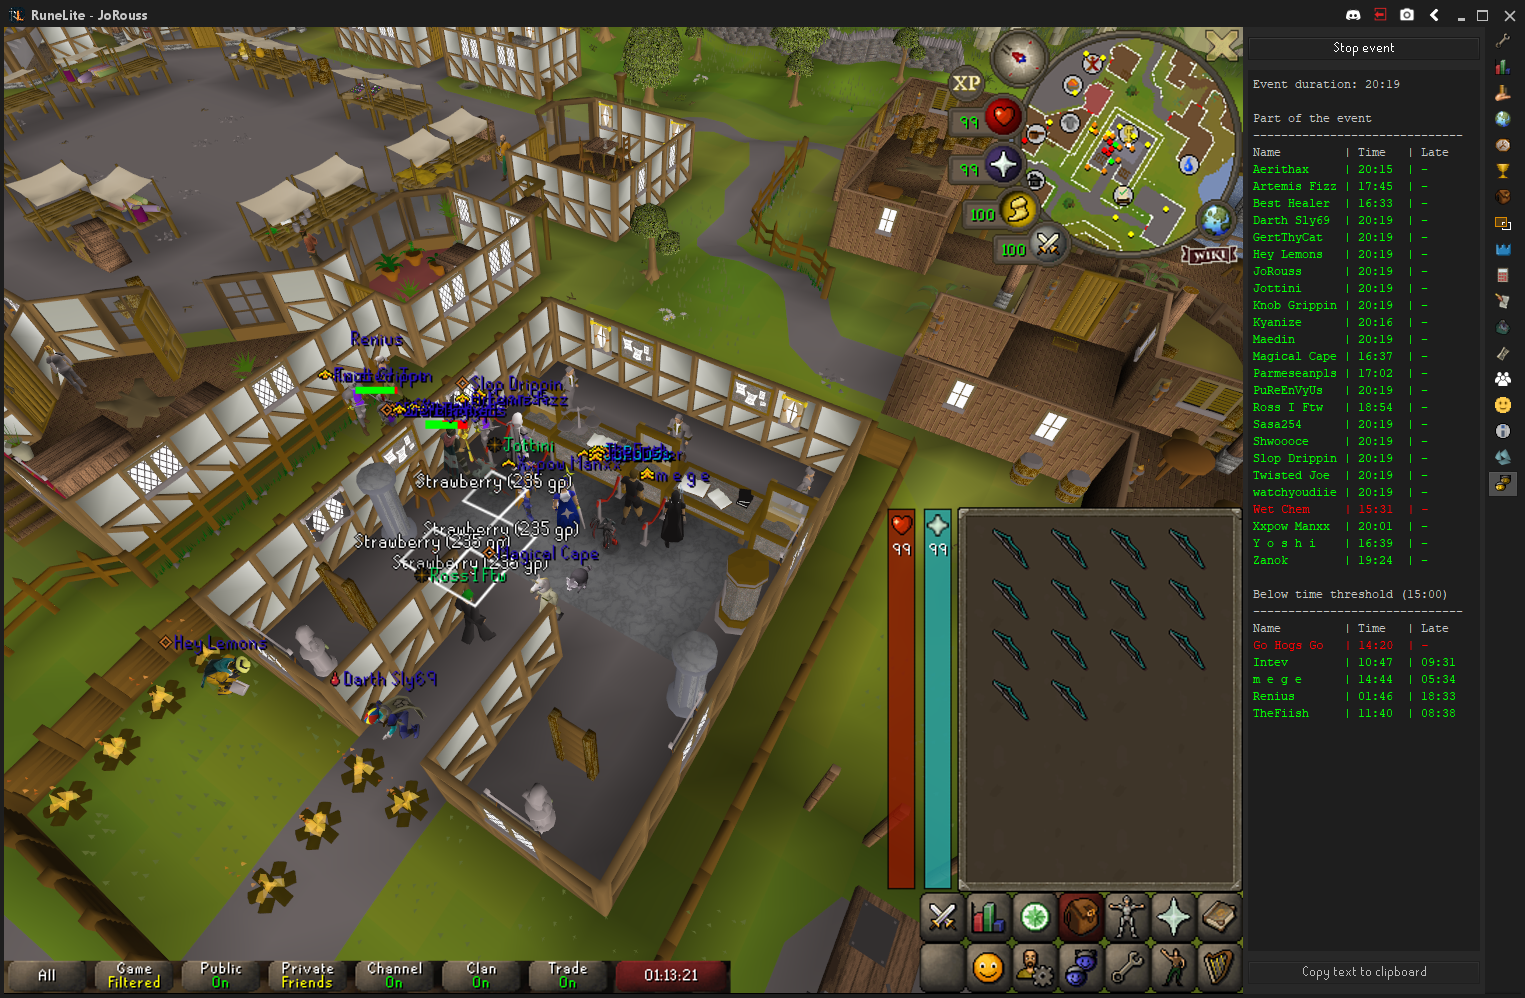 RuneLite - JoRouss
Stop event
Event duration: 20:19
Part of the event
-----------------------------
Name | Time | Late
Aerithax | 20:15 | -
Artemis Fizz | 17:45 | -
Best Healer | 16:33 | -
Darth Sly69 | 20:19 | -
GertThyCat | 20:19 | -
Hey Lemons | 20:19 | -
JoRouss | 20:19 | -
Jottini | 20:19 | -
Knob Grippin | 20:19 | -
Kyanize | 20:16 | -
Maedin | 20:19 | -
Magical Cape | 16:37 | -
Parmeseanpls | 17:02 | -
PuReEnVyUs | 20:19 | -
Ross I Ftw | 18:54 | -
Sasa254 | 20:19 | -
Shwoooce | 20:19 | -
Slop Drippin | 20:19 | -
Twisted Joe | 20:19 | -
watchyoudiie | 20:19 | -
Wet Chem | 15:31 | -
Xxpow Manxx | 20:01 | -
Y o s h i | 16:39 | -
Zanok | 19:24 | -
Below time threshold (15:00)
-----------------------------
Name | Time | Late
Go Hogs Go | 14:20 | -
Intev | 10:47 | 09:31
m e g e | 14:44 | 05:34
Renius | 01:46 | 18:33
TheFiish | 11:40 | 08:38
Copy text to clipboard
XP
99
99
100
100
WIKI
Renius
Slop Drippin
Jottini
Xxpow Manxx
m e g e
Strawberry (235 gp)
Strawberry (235 gp)
Strawberry (235 gp)
Strawberry (235 gp)
Magical Cape
Ross I Ftw
Hey Lemons
Darth Sly69
99
99
All
Game
Filtered
Public
On
Private
Friends
Channel
On
Clan
On
Trade
On
01:13:21